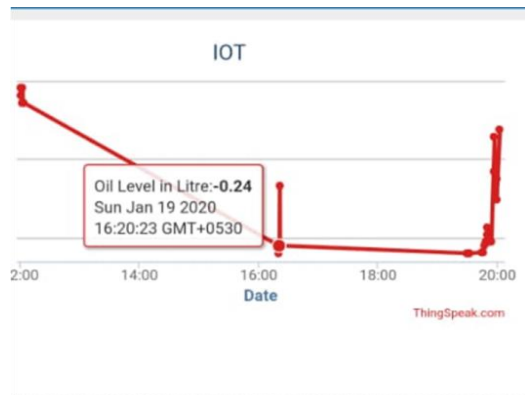 IOT
Oil Level in Litre:-0.24
Sun Jan 19 2020
16:20:23 GMT+0530
2:00 14:00 16:00 18:00 20:00
Date
ThingSpeak.com